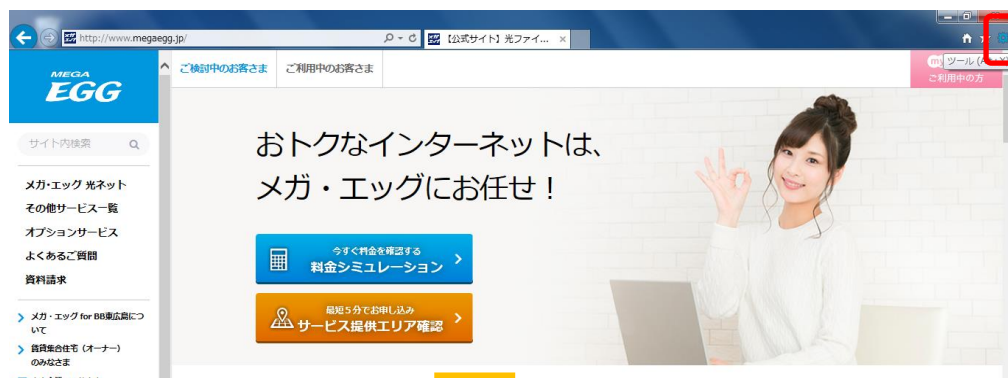 http://www.megaegg.jp/
【公式サイト】光ファイ...
MEGA
EGG
ご検討中のお客さま
ご利用中のお客さま
my
ツール (A
ご利用中の方
サイト内検索
メガ・エッグ 光ネット
その他サービス一覧
オプションサービス
よくあるご質問
資料請求
メガ・エッグ for BB東広島につ
いて
賃貸集合住宅（オーナー）
のみなさま
おトクなインターネットは、
メガ・エッグにお任せ！
今すぐ料金を確認する
料金シミュレーション
最短5分でお申し込み
サービス提供エリア確認